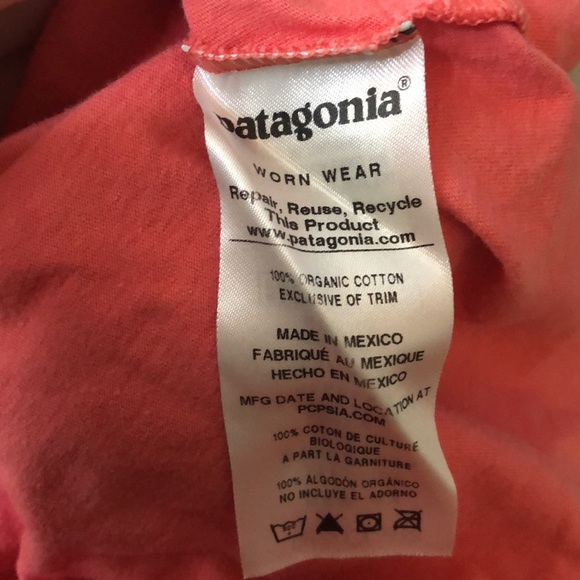 patagonia®
WORN WEAR
Repair, Reuse, Recycle
This Product
www.patagonia.com
100% ORGANIC COTTON
EXCLUSIVE OF TRIM
MADE IN MEXICO
FABRIQUÉ AU MEXIQUE
HECHO EN MEXICO
MFG DATE AND LOCATION AT
PCPSIA.COM
100% COTON DE CULTURE
BIOLOGIQUE
A PART LA GARNITURE
100% ALGODÓN ORGÁNICO
NO INCLUYE EL ADORNO